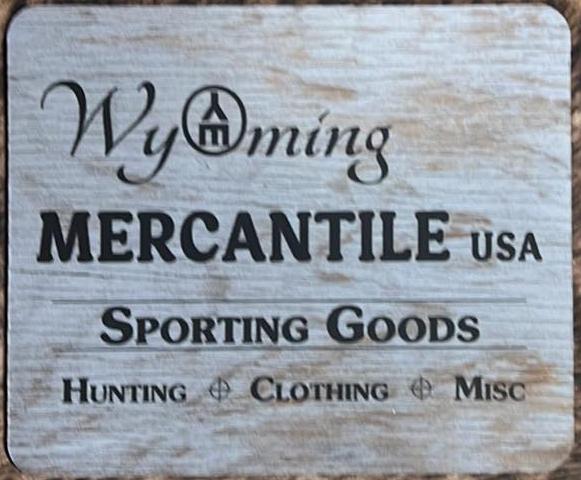 Wyoming
MERCANTILE USA
SPORTING GOODS
HUNTING CLOTHING MISC